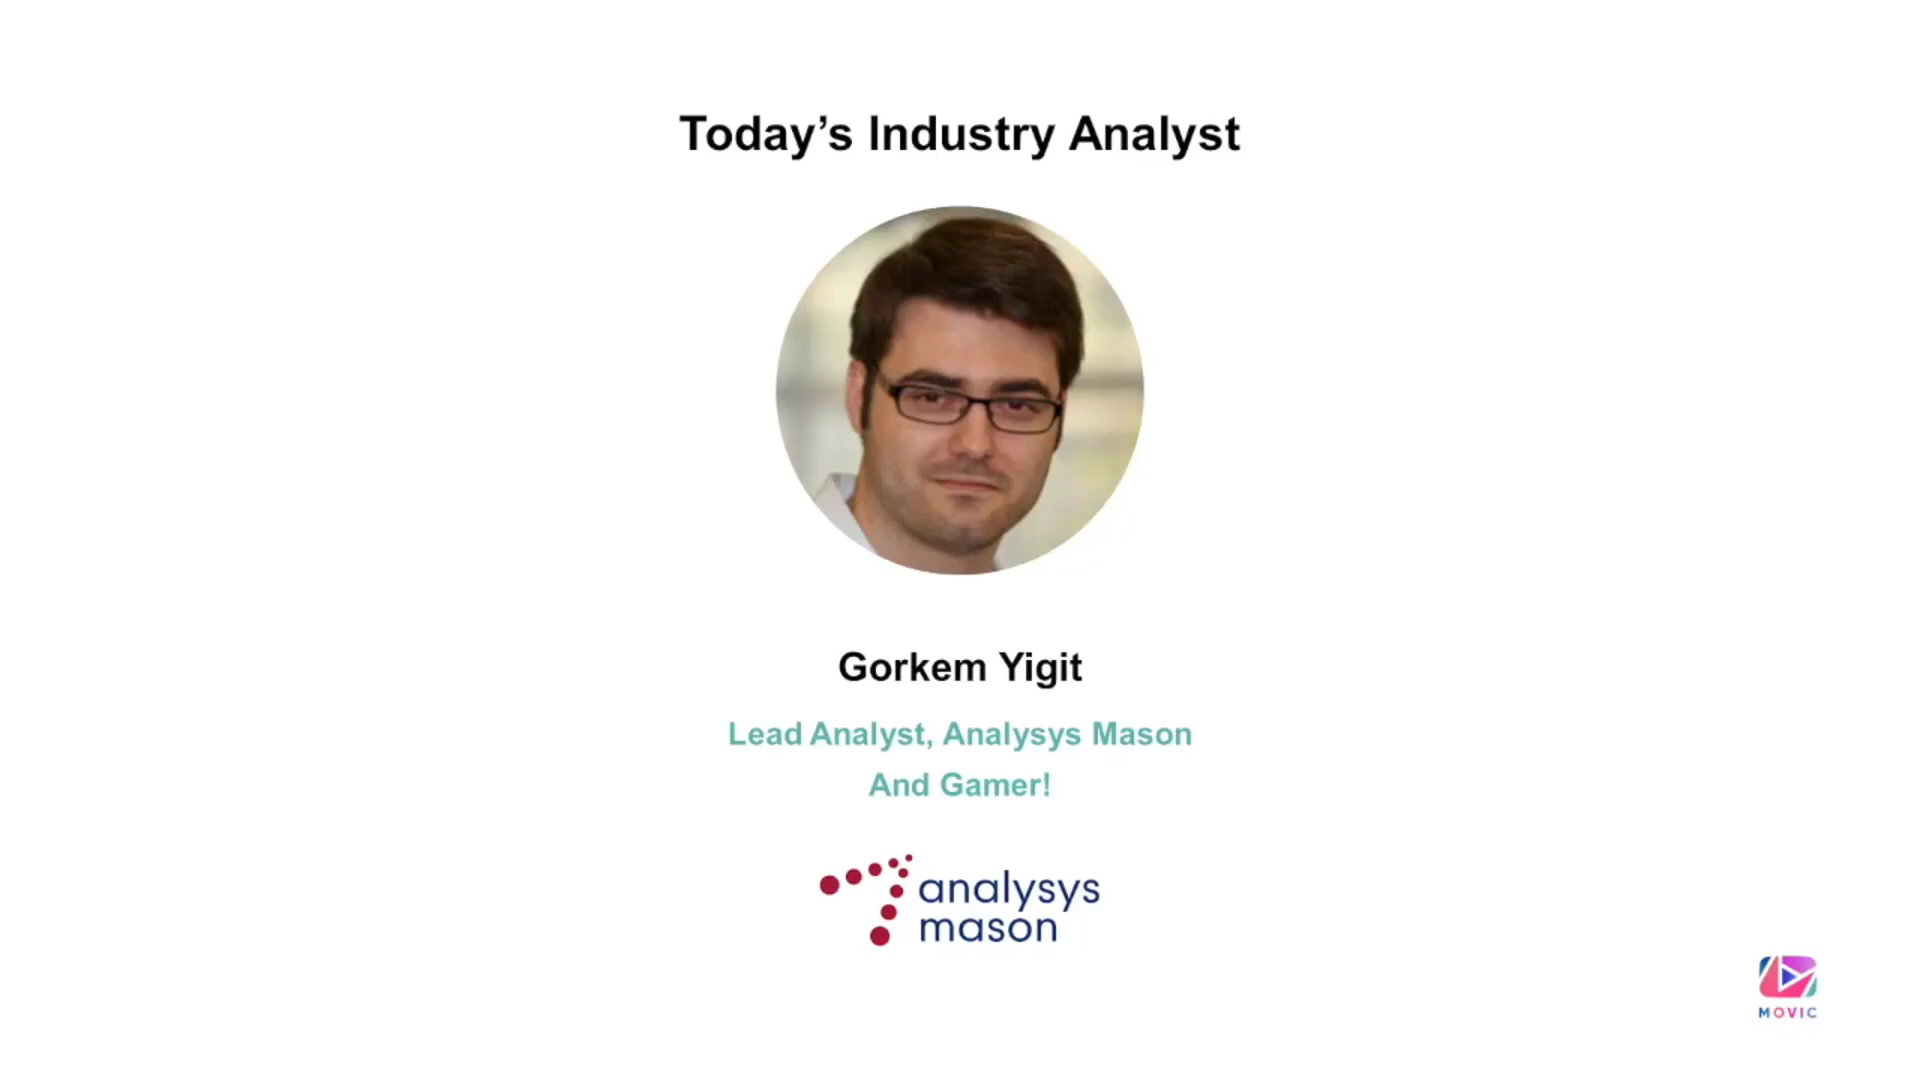 Today’s Industry Analyst
Gorkem Yigit
Lead Analyst, Analysys Mason
And Gamer!
analysys
mason
MOVIC